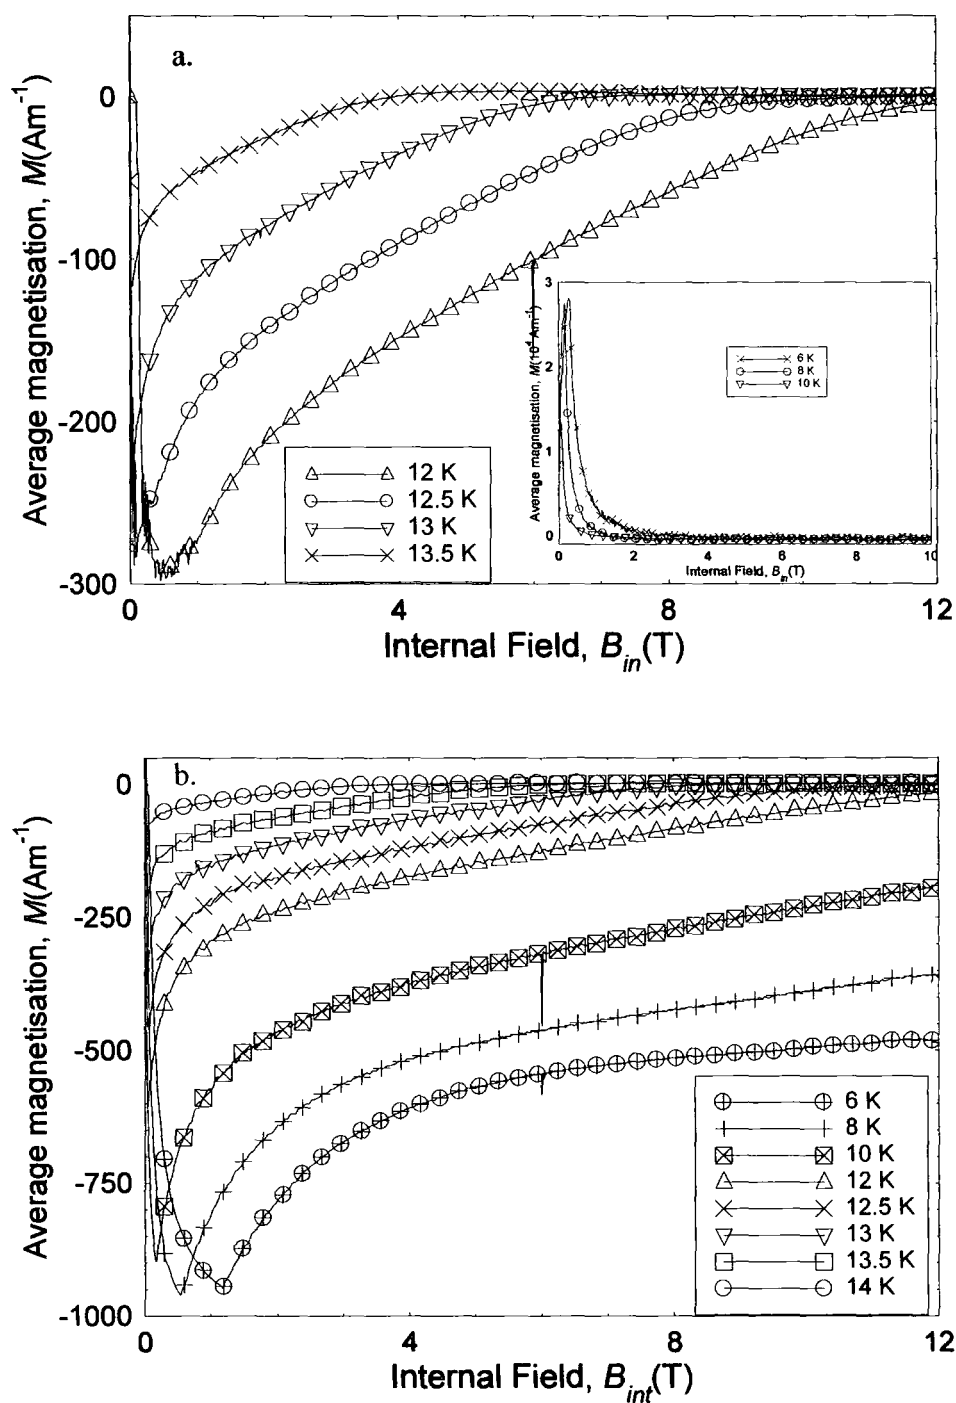 a.
Average magnetisation, M(Am⁻¹)
0
-100
-200
-300
12 K
12.5 K
13 K
13.5 K
0
4
8
12
Internal Field, B_in(T)
Average magnetisation, M(10⁴ Am⁻¹)
3
2
1
0
6 K
8 K
10 K
0
2
4
6
8
10
Internal Field, B_in(T)
b.
Average magnetisation, M(Am⁻¹)
0
-250
-500
-750
-1000
6 K
8 K
10 K
12 K
12.5 K
13 K
13.5 K
14 K
0
4
8
12
Internal Field, B_int(T)